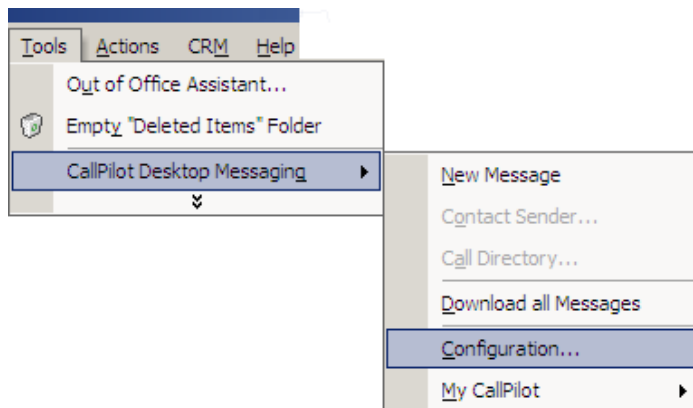 Tools Actions CRM Help
Out of Office Assistant...
Empty "Deleted Items" Folder
CallPilot Desktop Messaging
New Message
Contact Sender...
Call Directory...
Download all Messages
Configuration...
My CallPilot